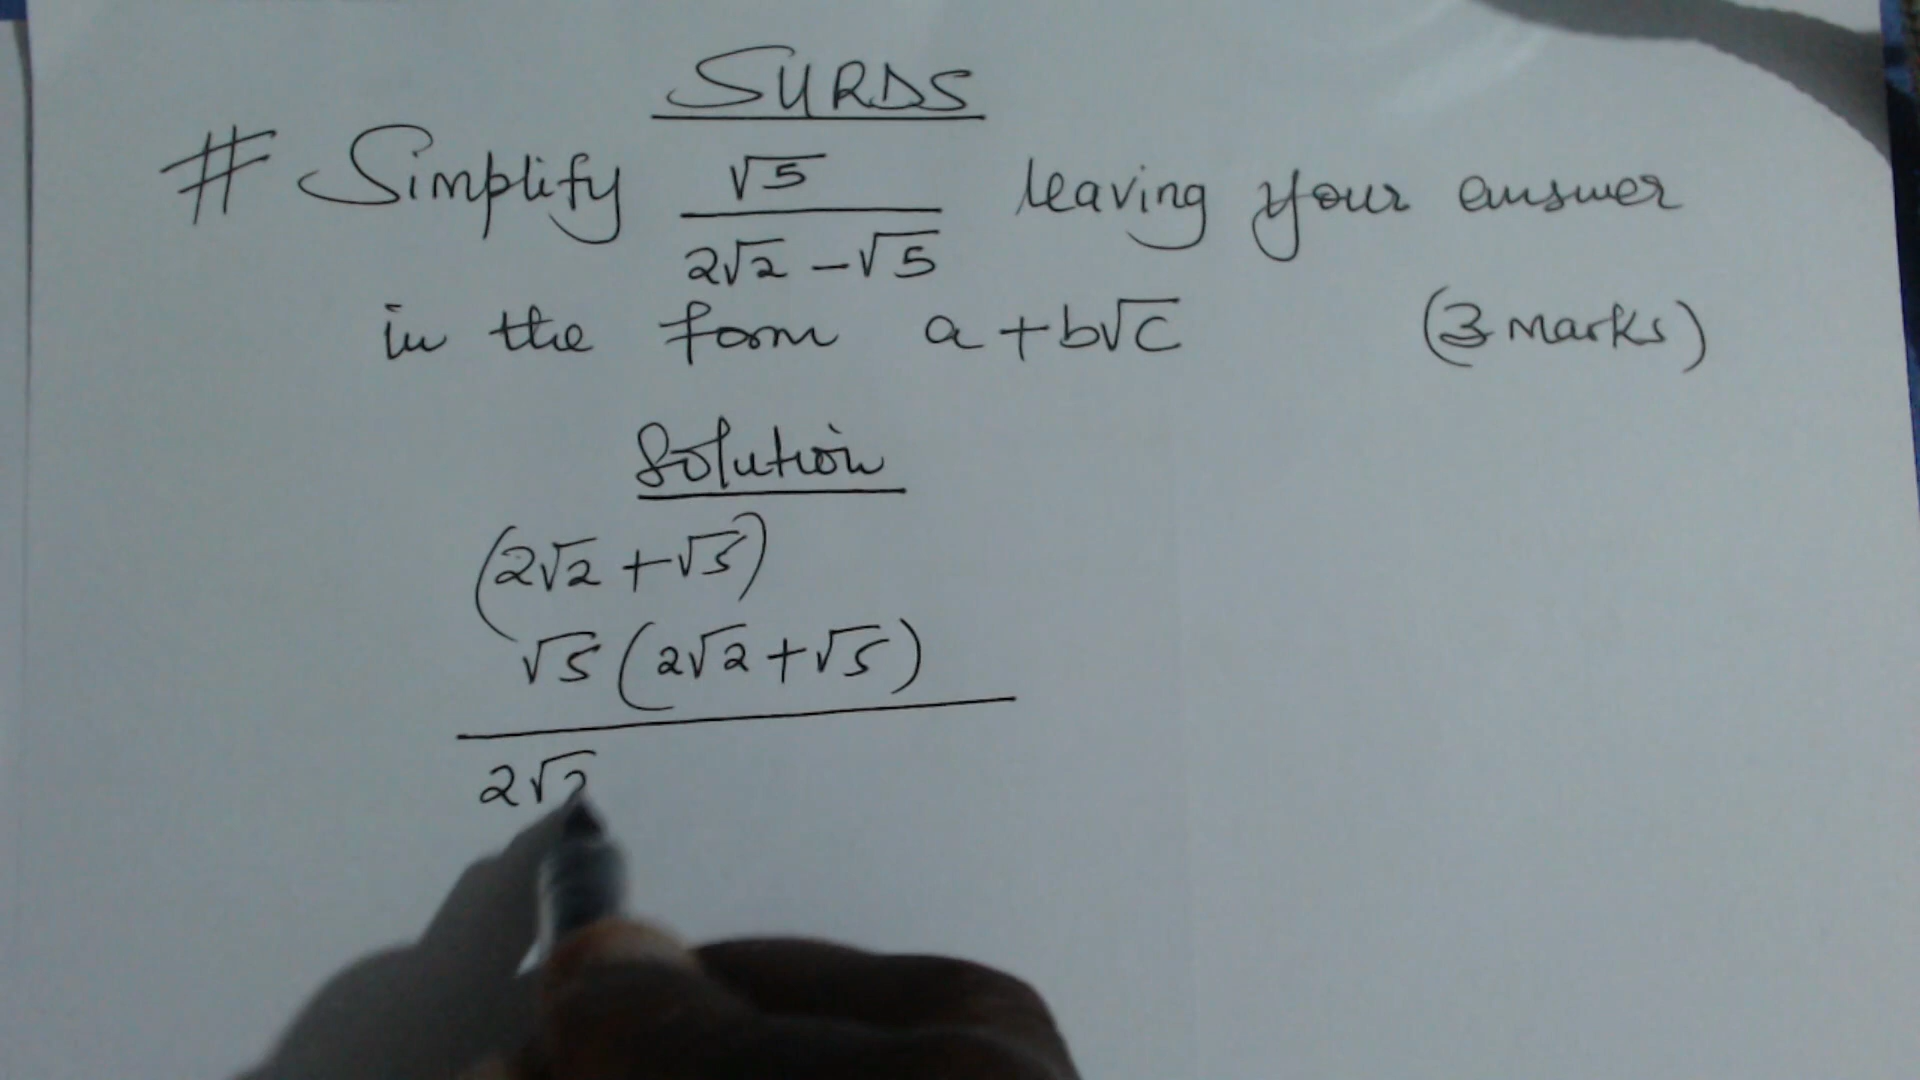 SURDS
# Simplify √5 / (2√2 - √5) leaving your answer
in the form a + b√c (3 marks)
Solution
(2√2 + √5)
√5 (2√2 + √5)
2√2